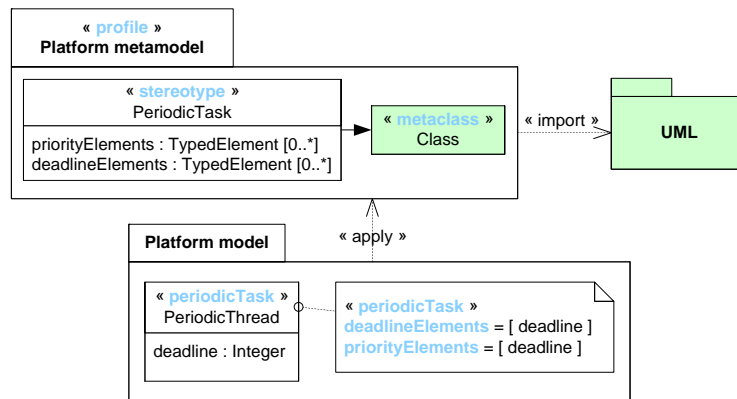 « profile »
Platform metamodel
« stereotype »
PeriodicTask
priorityElements : TypedElement [0..*]
deadlineElements : TypedElement [0..*]
« metaclass »
Class
« import »
UML
« apply »
Platform model
« periodicTask »
PeriodicThread
deadline : Integer
« periodicTask »
deadlineElements = [ deadline ]
priorityElements = [ deadline ]